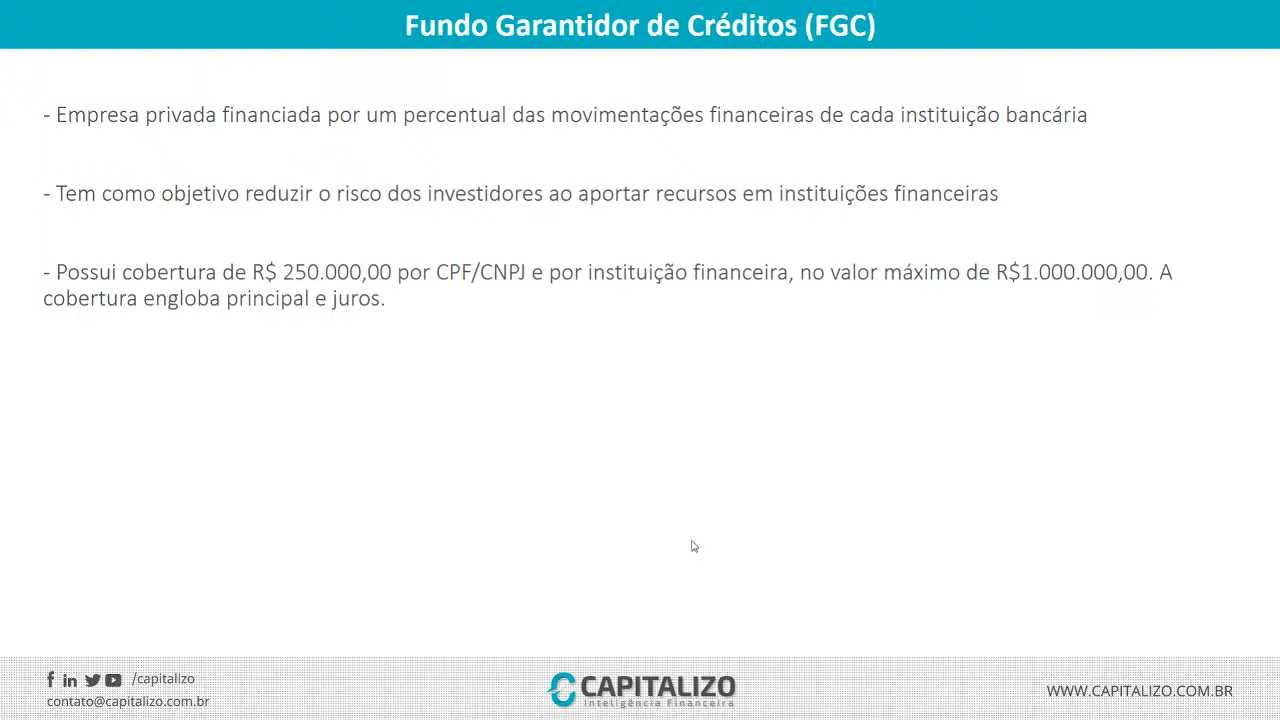 Fundo Garantidor de Créditos (FGC)
- Empresa privada financiada por um percentual das movimentações financeiras de cada instituição bancária
- Tem como objetivo reduzir o risco dos investidores ao aportar recursos em instituições financeiras
- Possui cobertura de R$ 250.000,00 por CPF/CNPJ e por instituição financeira, no valor máximo de R$1.000.000,00. A
cobertura engloba principal e juros.
/capitalizo
contato@capitalizo.com.br
CAPITALIZO
Inteligência Financeira
WWW.CAPITALIZO.COM.BR